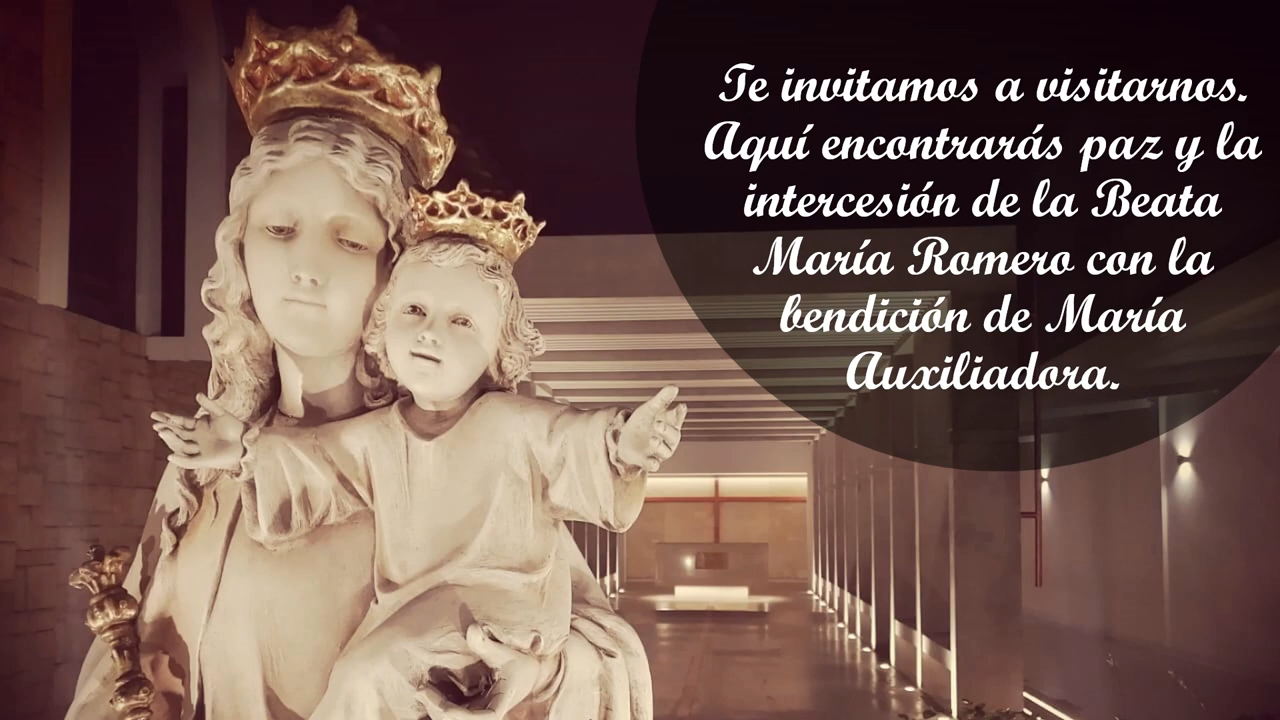 Te invitamos a visitarnos.
Aquí encontrarás paz y la
intercesión de la Beata
María Romero con la
bendición de María
Auxiliadora.